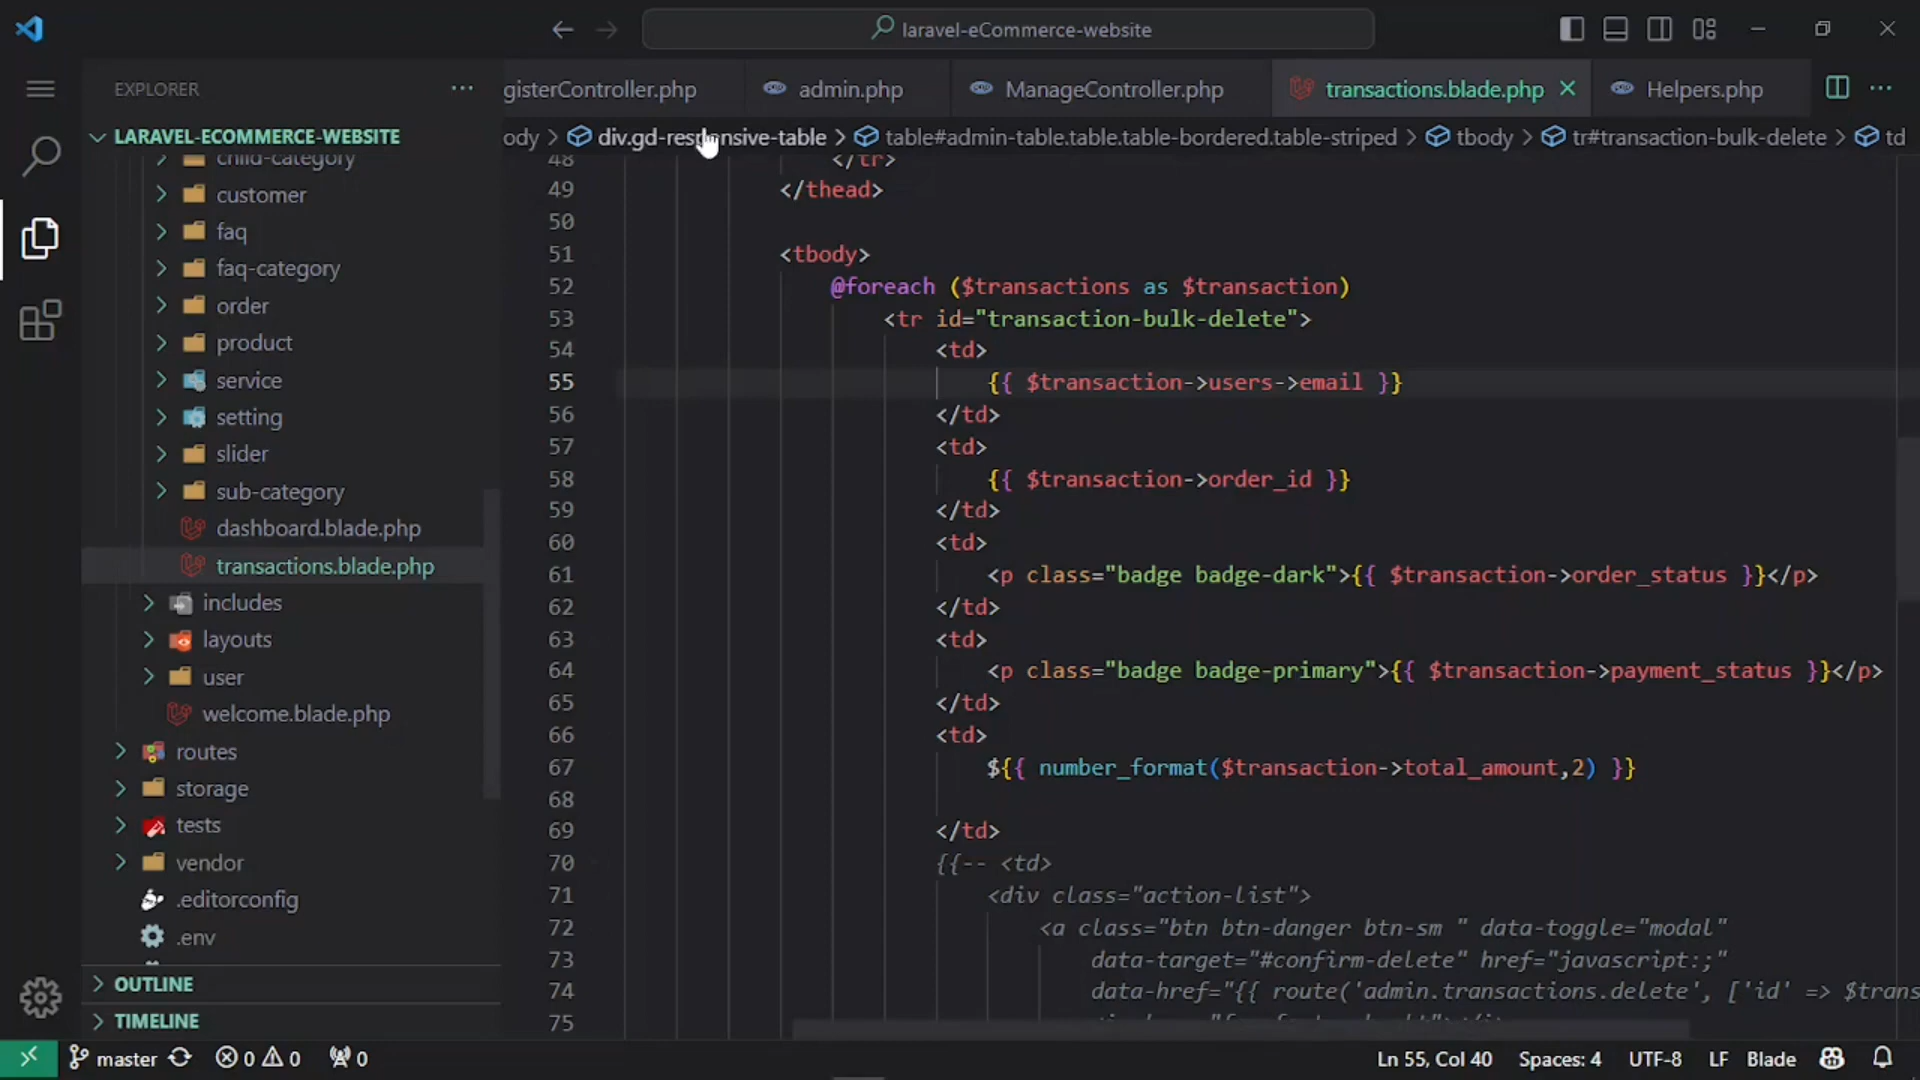 laravel-eCommerce-website
EXPLORER
gisterController.php
admin.php
ManageController.php
transactions.blade.php
Helpers.php
LARAVEL-ECOMMERCE-WEBSITE
ody > div.gd-responsive-table > table#admin-table.table.table-bordered.table-striped > tbody > tr#transaction-bulk-delete > td
child-category
customer
faq
faq-category
order
product
service
setting
slider
sub-category
dashboard.blade.php
transactions.blade.php
includes
layouts
user
welcome.blade.php
routes
storage
tests
vendor
.editorconfig
.env
OUTLINE
TIMELINE
48 </tr>
49 </thead>
50
51 <tbody>
52 @foreach ($transactions as $transaction)
53 <tr id="transaction-bulk-delete">
54 <td>
55 {{ $transaction->users->email }}
56 </td>
57 <td>
58 {{ $transaction->order_id }}
59 </td>
60 <td>
61 <p class="badge badge-dark">{{ $transaction->order_status }}</p>
62 </td>
63 <td>
64 <p class="badge badge-primary">{{ $transaction->payment_status }}</p>
65 </td>
66 <td>
67 ${{ number_format($transaction->total_amount,2) }}
68
69 </td>
70 {{-- <td>
71 <div class="action-list">
72 <a class="btn btn-danger btn-sm " data-toggle="modal"
73 data-target="#confirm-delete" href="javascript:;"
74 data-href="{{ route('admin.transactions.delete', ['id' => $trans
75
master
0 0
0
Ln 55, Col 40
Spaces: 4
UTF-8
LF
Blade